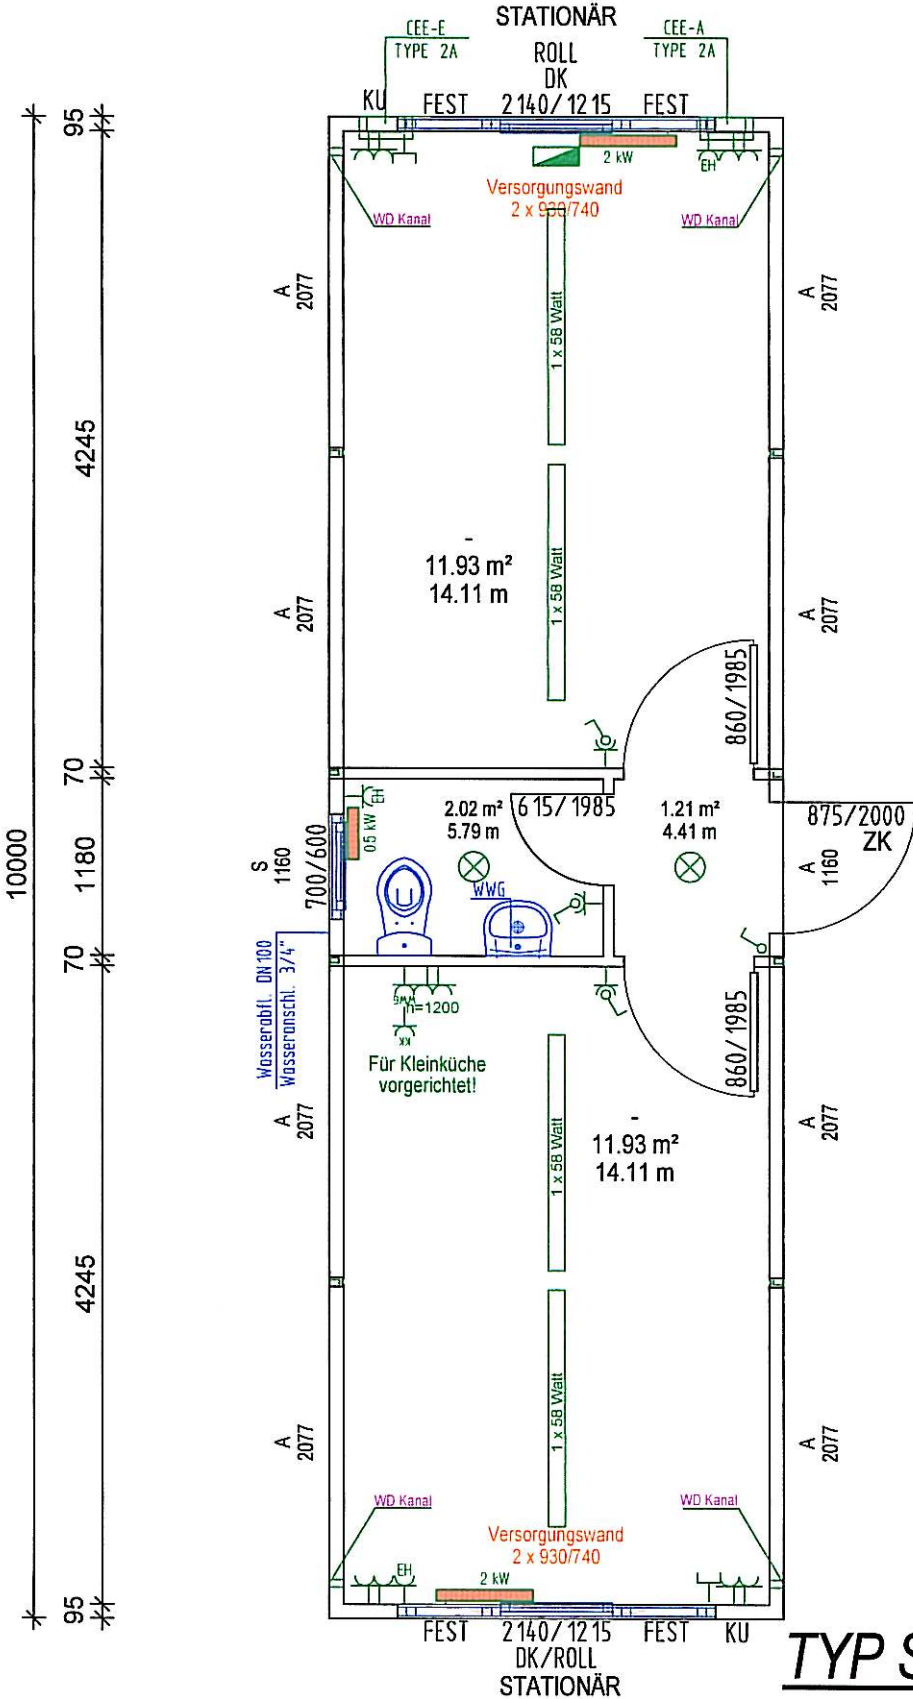 STATIONÄR
CEE-E
TYPE 2A
ROLL
DK
CEE-A
TYPE 2A
KU
FEST
2140/1215
FEST
95
2 kW
EH
Versorgungswand
2 x 930/740
WD Kanal
WD Kanal
A
2077
1 x 58 Watt
A
2077
4245
-
11.93 m²
14.11 m
1 x 58 Watt
A
2077
A
2077
860/1985
70
EH
0.5 kW
2.02 m²
5.79 m
615/1985
1.21 m²
4.41 m
875/2000
ZK
10000
1180
S
1160
700/600
WWG
A
1160
70
Wasserabfl. DN100
Wasseranschl. 3/4"
WWG
h=1200
KK
Für Kleinküche
vorgerichtet!
860/1985
A
2077
1 x 58 Watt
-
11.93 m²
14.11 m
A
2077
4245
A
2077
1 x 58 Watt
A
2077
WD Kanal
WD Kanal
Versorgungswand
2 x 930/740
EH
2 kW
95
FEST
2140/1215
FEST
KU
DK/ROLL
STATIONÄR
TYP S